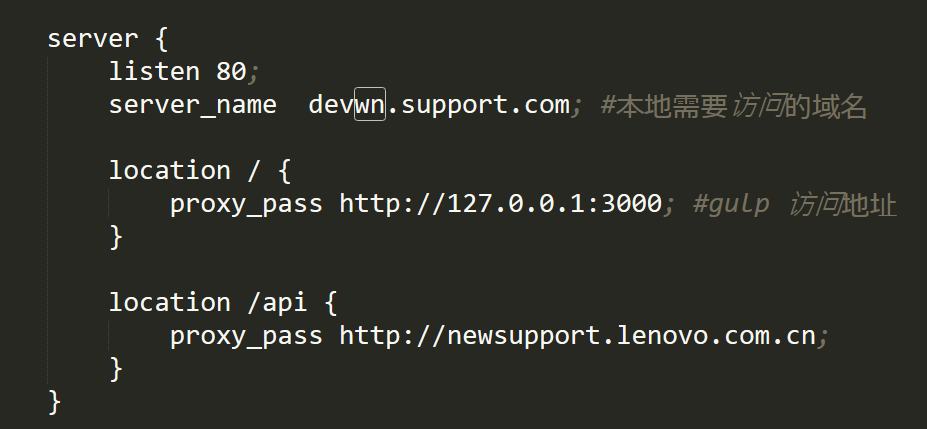 server {
listen 80;
server_name  devwn.support.com; #本地需要访问的域名
location / {
proxy_pass http://127.0.0.1:3000; #gulp 访问地址
}
location /api {
proxy_pass http://newsupport.lenovo.com.cn;
}
}